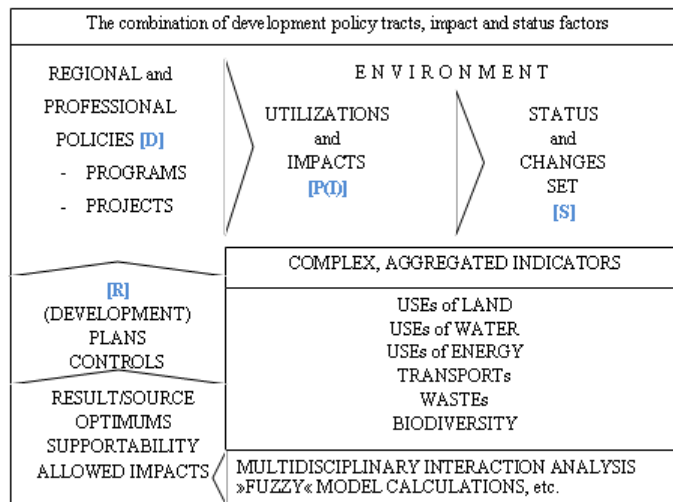 The combination of development policy tracts, impact and status factors
REGIONAL and
PROFESSIONAL
POLICIES [D]
- PROGRAMS
- PROJECTS
E N V I R O N M E N T
UTILIZATIONS
and
IMPACTS
[P(I)]
STATUS
and
CHANGES
SET
[S]
COMPLEX, AGGREGATED INDICATORS
USEs of LAND
USEs of WATER
USEs of ENERGY
TRANSPORTs
WASTEs
BIODIVERSITY
MULTIDISCIPLINARY INTERACTION ANALYSIS
»FUZZY« MODEL CALCULATIONS, etc.
[R]
(DEVELOPMENT)
PLANS
CONTROLS
RESULT/SOURCE
OPTIMUMS
SUPPORTABILITY
ALLOWED IMPACTS